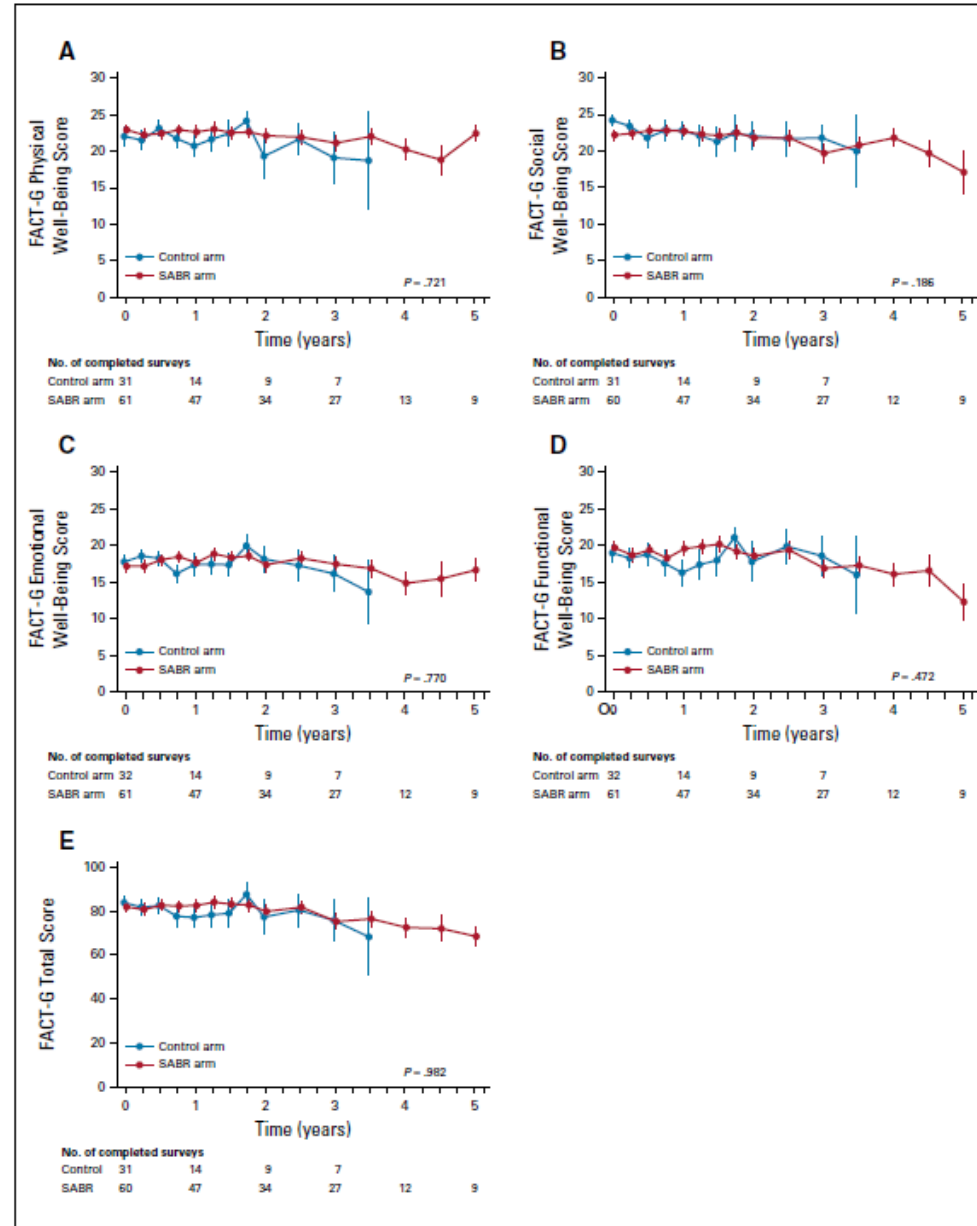 A
FACT-G Physical
Well-Being Score
30
25
20
15
10
5
0
Control arm
SABR arm
P = .721
0 1 2 3 4 5
Time (years)
No. of completed surveys
Control arm 31 14 9 7
SABR arm 61 47 34 27 13 9
B
FACT-G Social
Well-Being Score
30
25
20
15
10
5
0
Control arm
SABR arm
P = .186
0 1 2 3 4 5
Time (years)
No. of completed surveys
Control arm 31 14 9 7
SABR arm 60 47 34 27 12 9
C
FACT-G Emotional
Well-Being Score
30
25
20
15
10
5
0
Control arm
SABR arm
P = .770
0 1 2 3 4 5
Time (years)
No. of completed surveys
Control arm 32 14 9 7
SABR arm 61 47 34 27 12 9
D
FACT-G Functional
Well-Being Score
30
25
20
15
10
5
0
Control arm
SABR arm
P = .472
O0 1 2 3 4 5
Time (years)
No. of completed surveys
Control arm 32 14 9 7
SABR arm 61 47 34 27 12 9
E
FACT-G Total Score
100
80
60
40
20
0
Control arm
SABR arm
P = .982
0 1 2 3 4 5
Time (years)
No. of completed surveys
Control 31 14 9 7
SABR 60 47 34 27 12 9